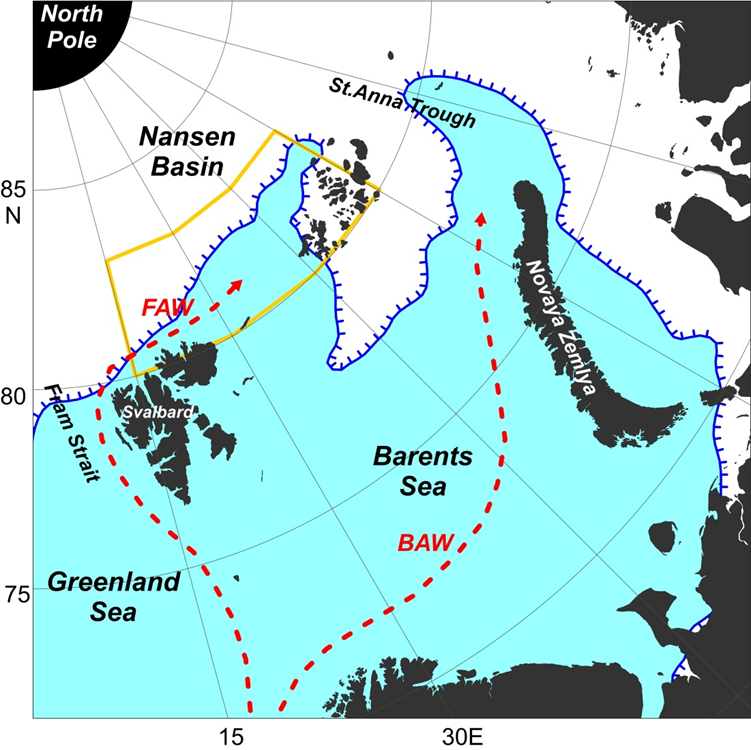 North
Pole
St.Anna Trough
Nansen
Basin
85
N
FAW
Novaya Zemlya
80
Fram Strait
Svalbard
Barents
Sea
BAW
Greenland
Sea
75
15
30E